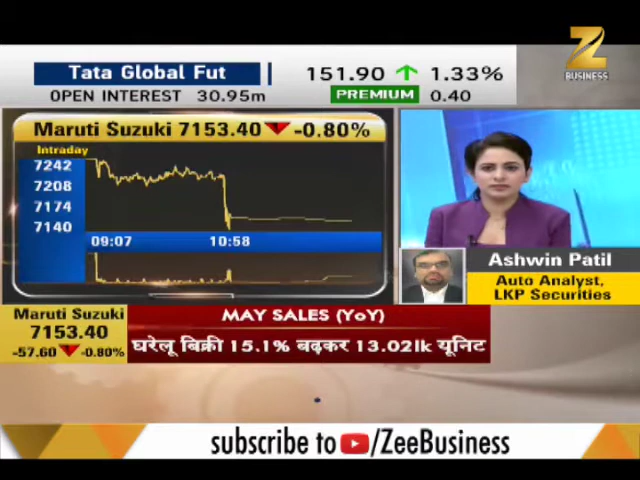 Tata Global Fut 151.90 1.33%
OPEN INTEREST 30.95m PREMIUM 0.40
Z
BUSINESS
Maruti Suzuki 7153.40 -0.80%
Intraday
7242
7208
7174
7140
09:07 10:58
Ashwin Patil
Auto Analyst,
LKP Securities
Maruti Suzuki
7153.40
-57.60 -0.80%
MAY SALES (YoY)
घरेलू बिक्री 15.1% बढ़कर 13.02lk यूनिट
subscribe to /ZeeBusiness